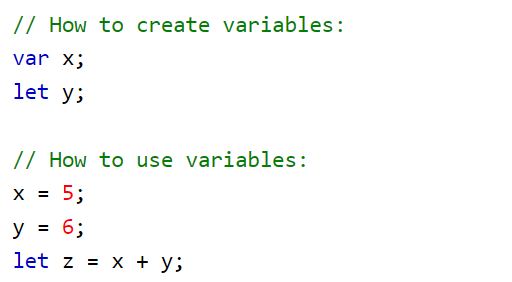 // How to create variables:
var x;
let y;
// How to use variables:
x = 5;
y = 6;
let z = x + y;